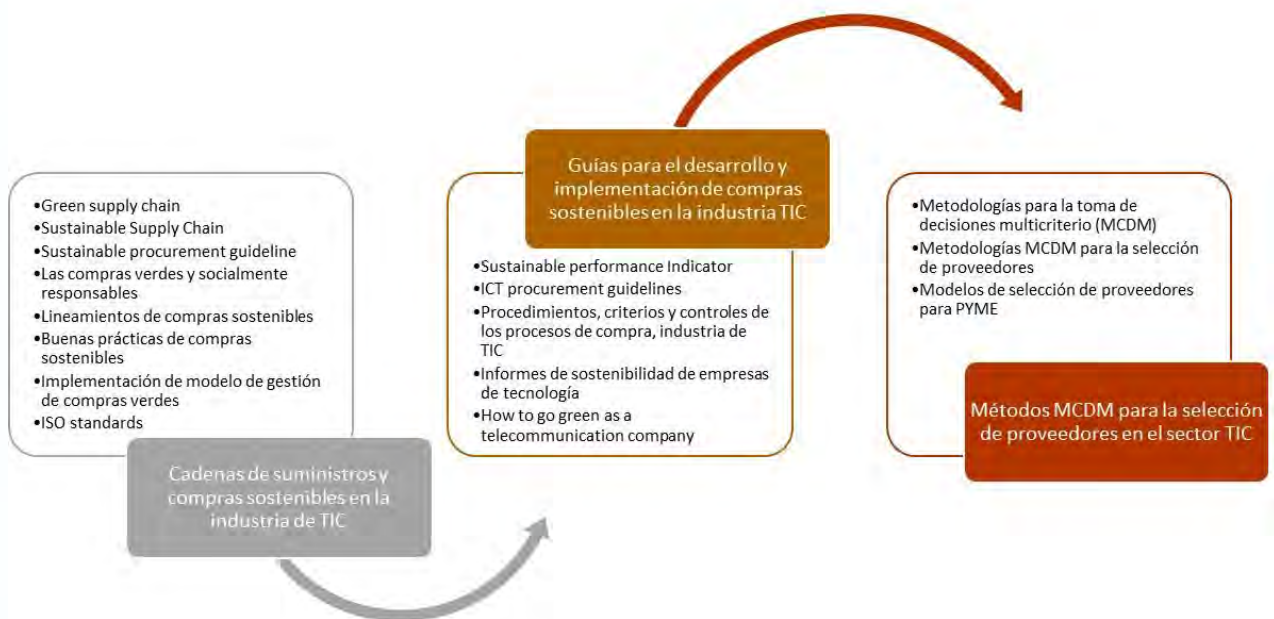 •Green supply chain
•Sustainable Supply Chain
•Sustainable procurement guideline
•Las compras verdes y socialmente
responsables
•Lineamientos de compras sostenibles
•Buenas prácticas de compras
sostenibles
•Implementación de modelo de gestión
de compras verdes
•ISO standards
Cadenas de suministros y
compras sostenibles en la
industria de TIC
Guías para el desarrollo y
implementación de compras
sostenibles en la industria TIC
•Sustainable performance Indicator
•ICT procurement guidelines
•Procedimientos, criterios y controles de
los procesos de compra, industria de
TIC
•Informes de sostenibilidad de empresas
de tecnología
•How to go green as a
telecommunication company
•Metodologías para la toma de
decisiones multicriterio (MCDM)
•Metodologías MCDM para la selección
de proveedores
•Modelos de selección de proveedores
para PYME
Métodos MCDM para la selección
de proveedores en el sector TIC